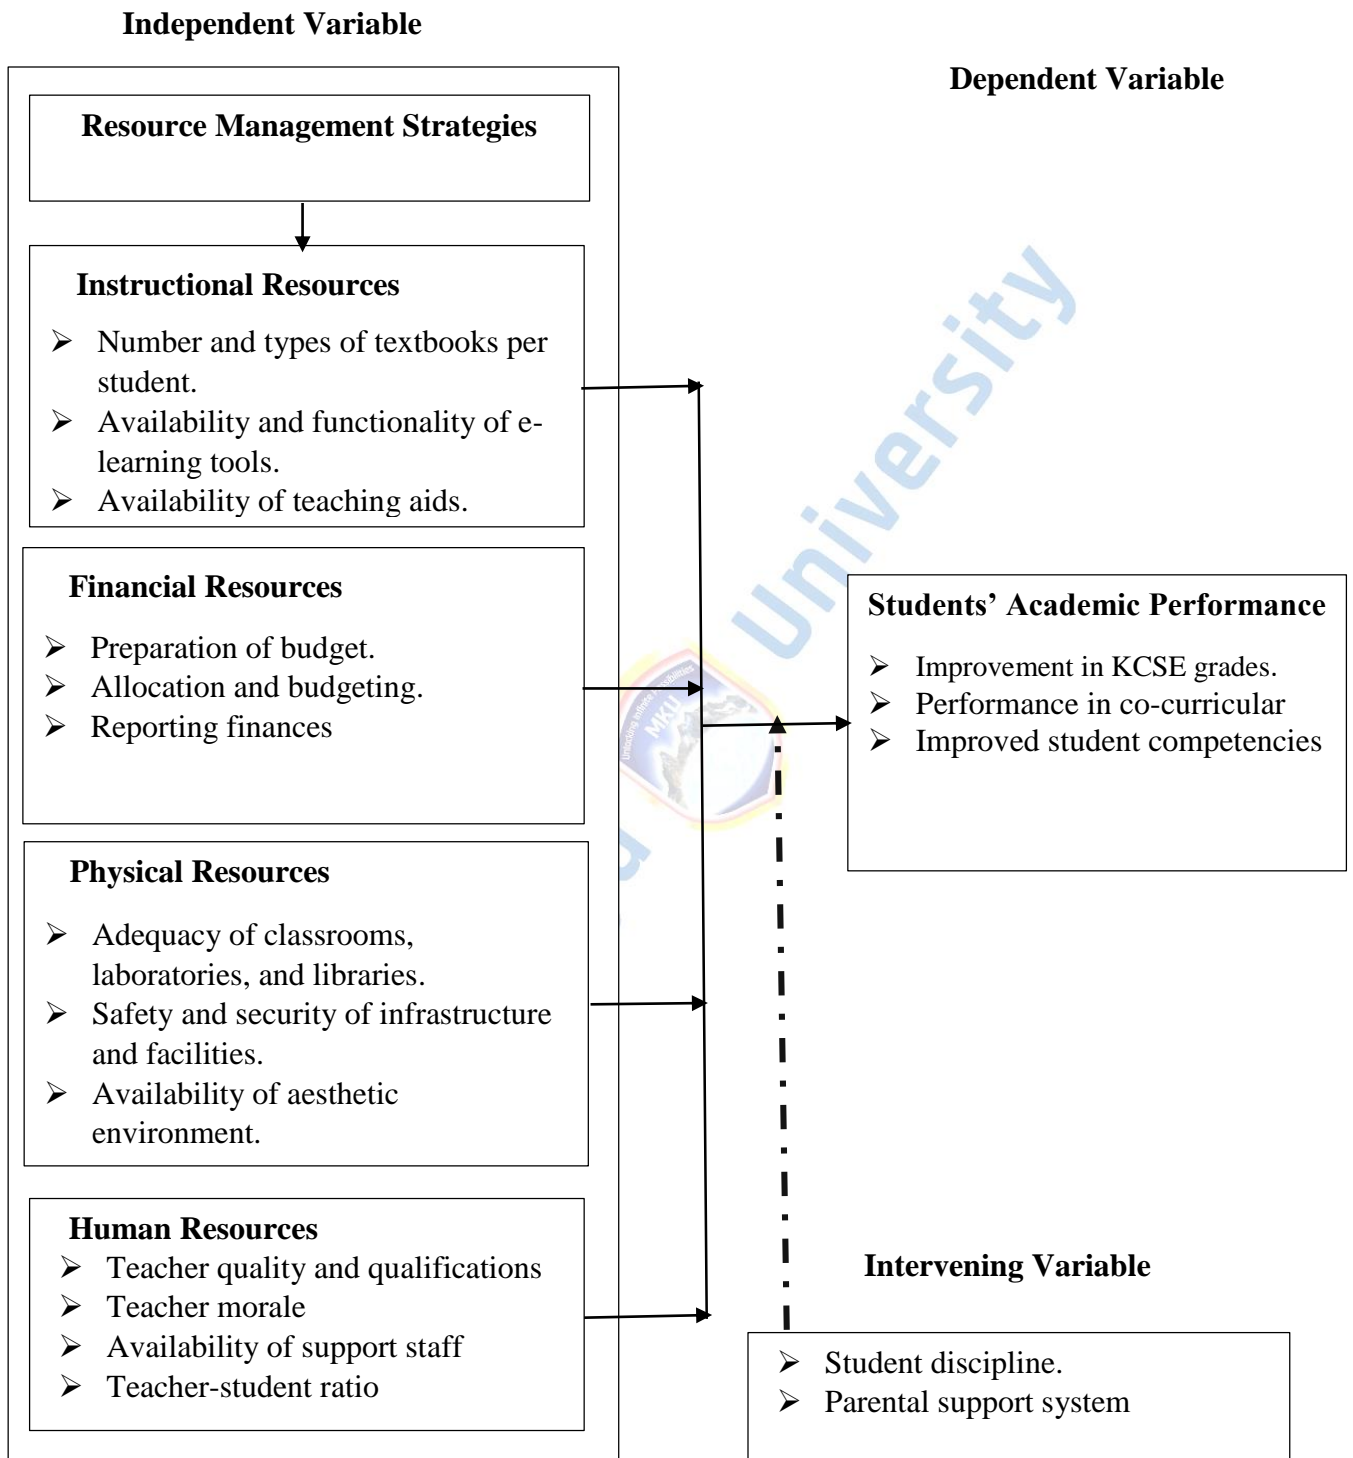 Independent Variable
Dependent Variable
Resource Management Strategies
Instructional Resources
➢ Number and types of textbooks per
student.
➢ Availability and functionality of e-
learning tools.
➢ Availability of teaching aids.
Financial Resources
➢ Preparation of budget.
➢ Allocation and budgeting.
➢ Reporting finances
Physical Resources
➢ Adequacy of classrooms,
laboratories, and libraries.
➢ Safety and security of infrastructure
and facilities.
➢ Availability of aesthetic
environment.
Human Resources
➢ Teacher quality and qualifications
➢ Teacher morale
➢ Availability of support staff
➢ Teacher-student ratio
Students’ Academic Performance
➢ Improvement in KCSE grades.
➢ Performance in co-curricular
➢ Improved student competencies
Intervening Variable
➢ Student discipline.
➢ Parental support system
University
MKU